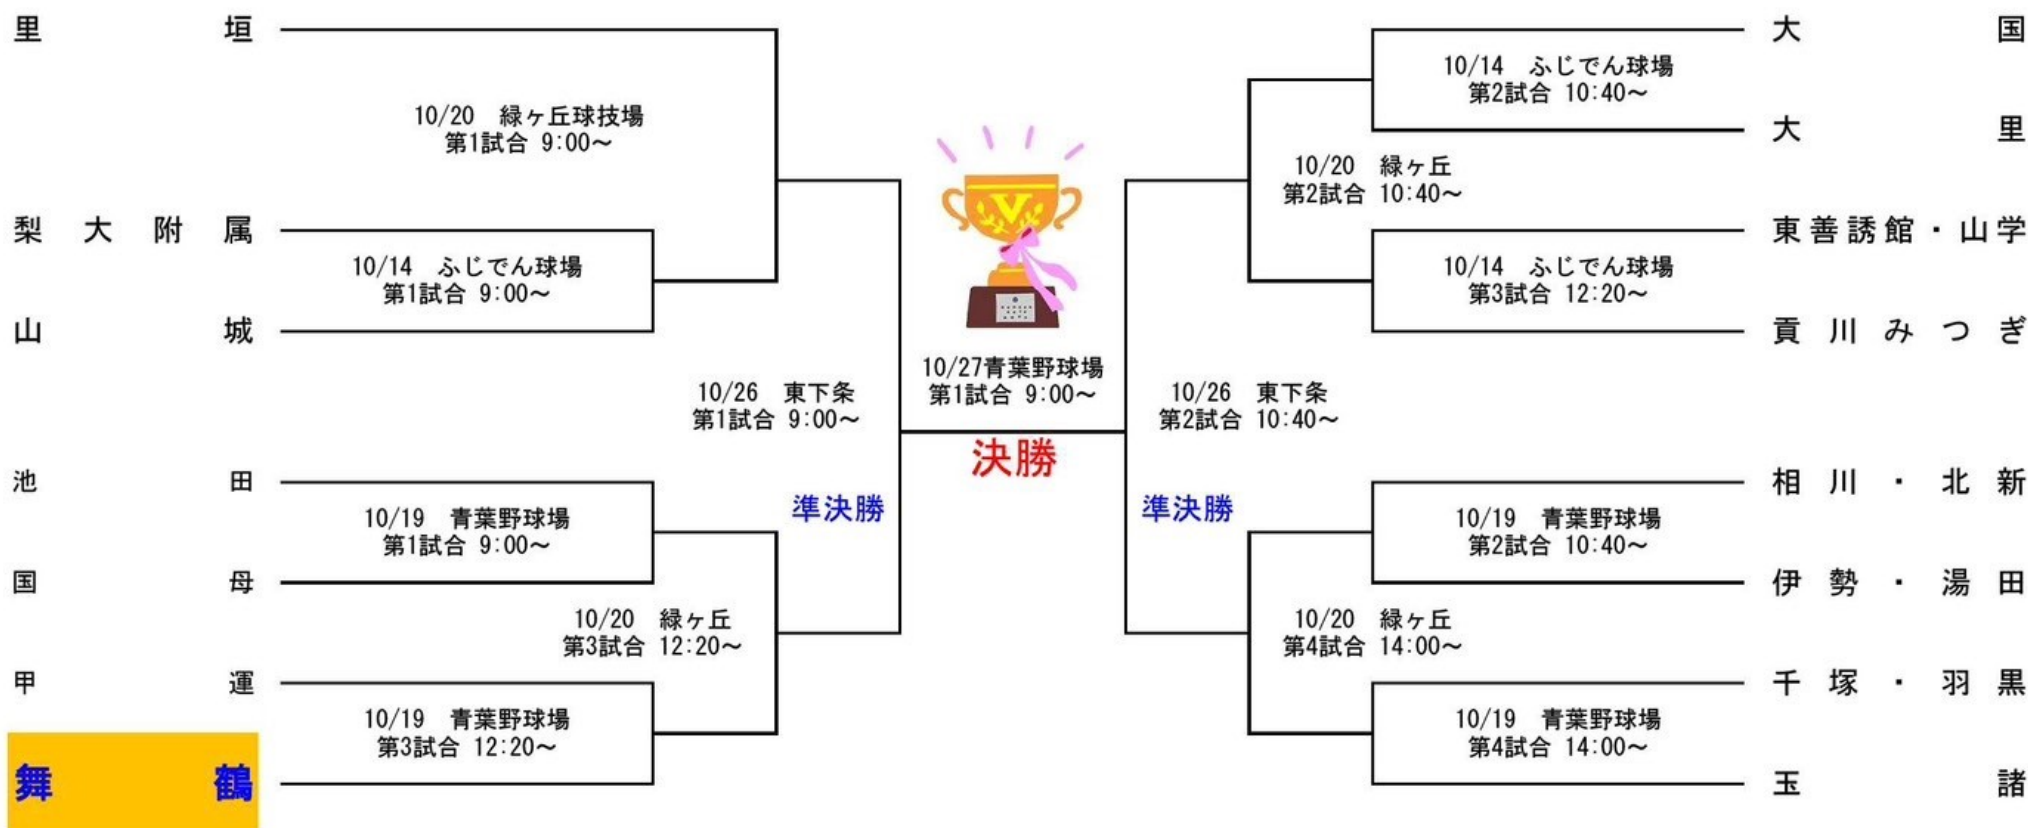 里垣
10/20 緑ヶ丘球技場
第1試合 9:00～
梨大附属
10/14 ふじでん球場
第1試合 9:00～
山城
10/26 東下条
第1試合 9:00～
池田
10/19 青葉野球場
第1試合 9:00～
準決勝
国母
10/20 緑ヶ丘
第3試合 12:20～
甲運
10/19 青葉野球場
第3試合 12:20～
舞鶴
V
10/27青葉野球場
第1試合 9:00～
決勝
大国
10/14 ふじでん球場
第2試合 10:40～
大里
10/20 緑ヶ丘
第2試合 10:40～
東善誘館・山学
10/14 ふじでん球場
第3試合 12:20～
貢川みつぎ
10/26 東下条
第2試合 10:40～
準決勝
相川・北新
10/19 青葉野球場
第2試合 10:40～
伊勢・湯田
10/20 緑ヶ丘
第4試合 14:00～
千塚・羽黒
10/19 青葉野球場
第4試合 14:00～
玉諸